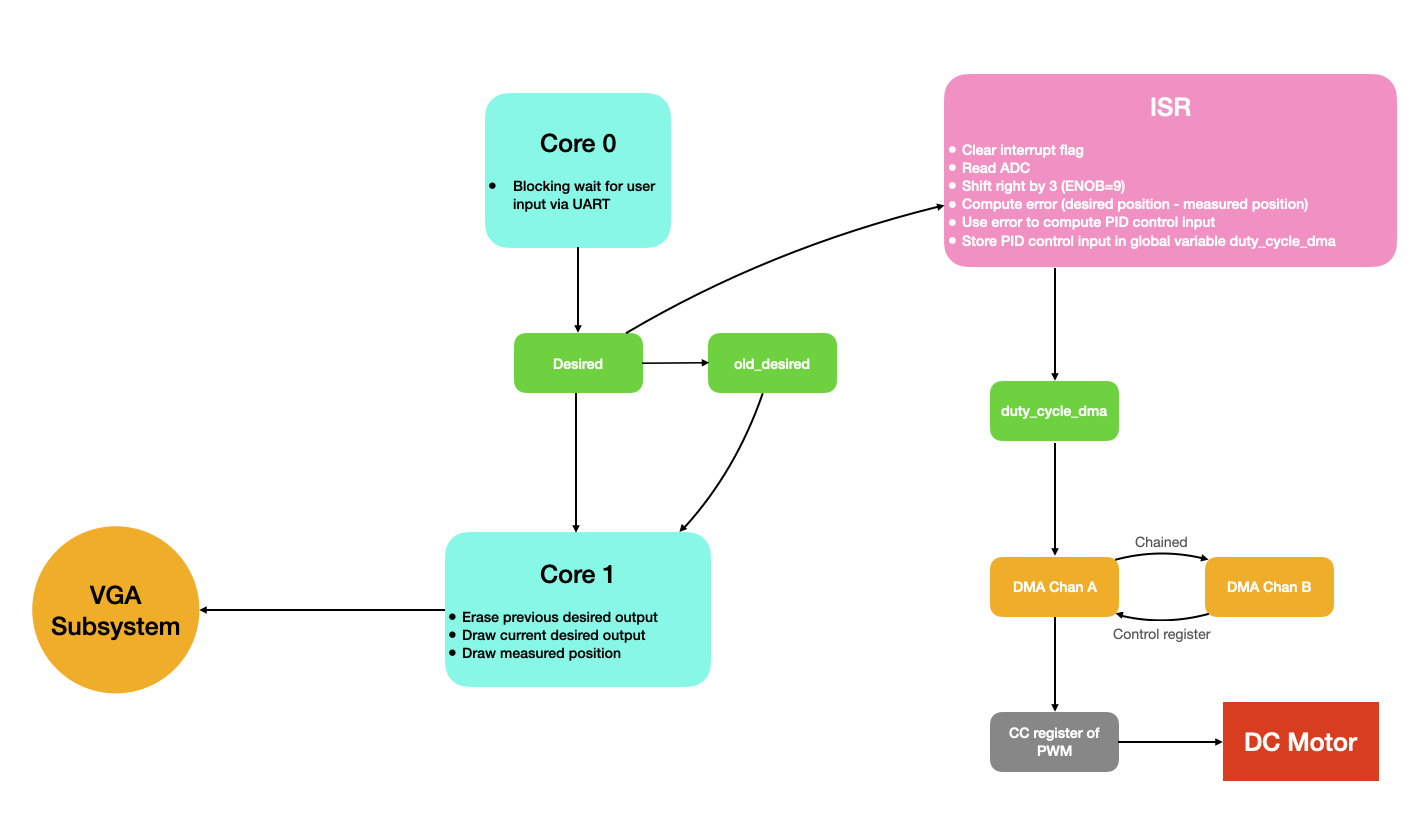 Core 0
● Blocking wait for user
input via UART
ISR
● Clear interrupt flag
● Read ADC
● Shift right by 3 (ENOB=9)
● Compute error (desired position - measured position)
● Use error to compute PID control input
● Store PID control input in global variable duty_cycle_dma
Desired
old_desired
duty_cycle_dma
Core 1
● Erase previous desired output
● Draw current desired output
● Draw measured position
VGA
Subsystem
Chained
DMA Chan A
DMA Chan B
Control register
CC register of
PWM
DC Motor